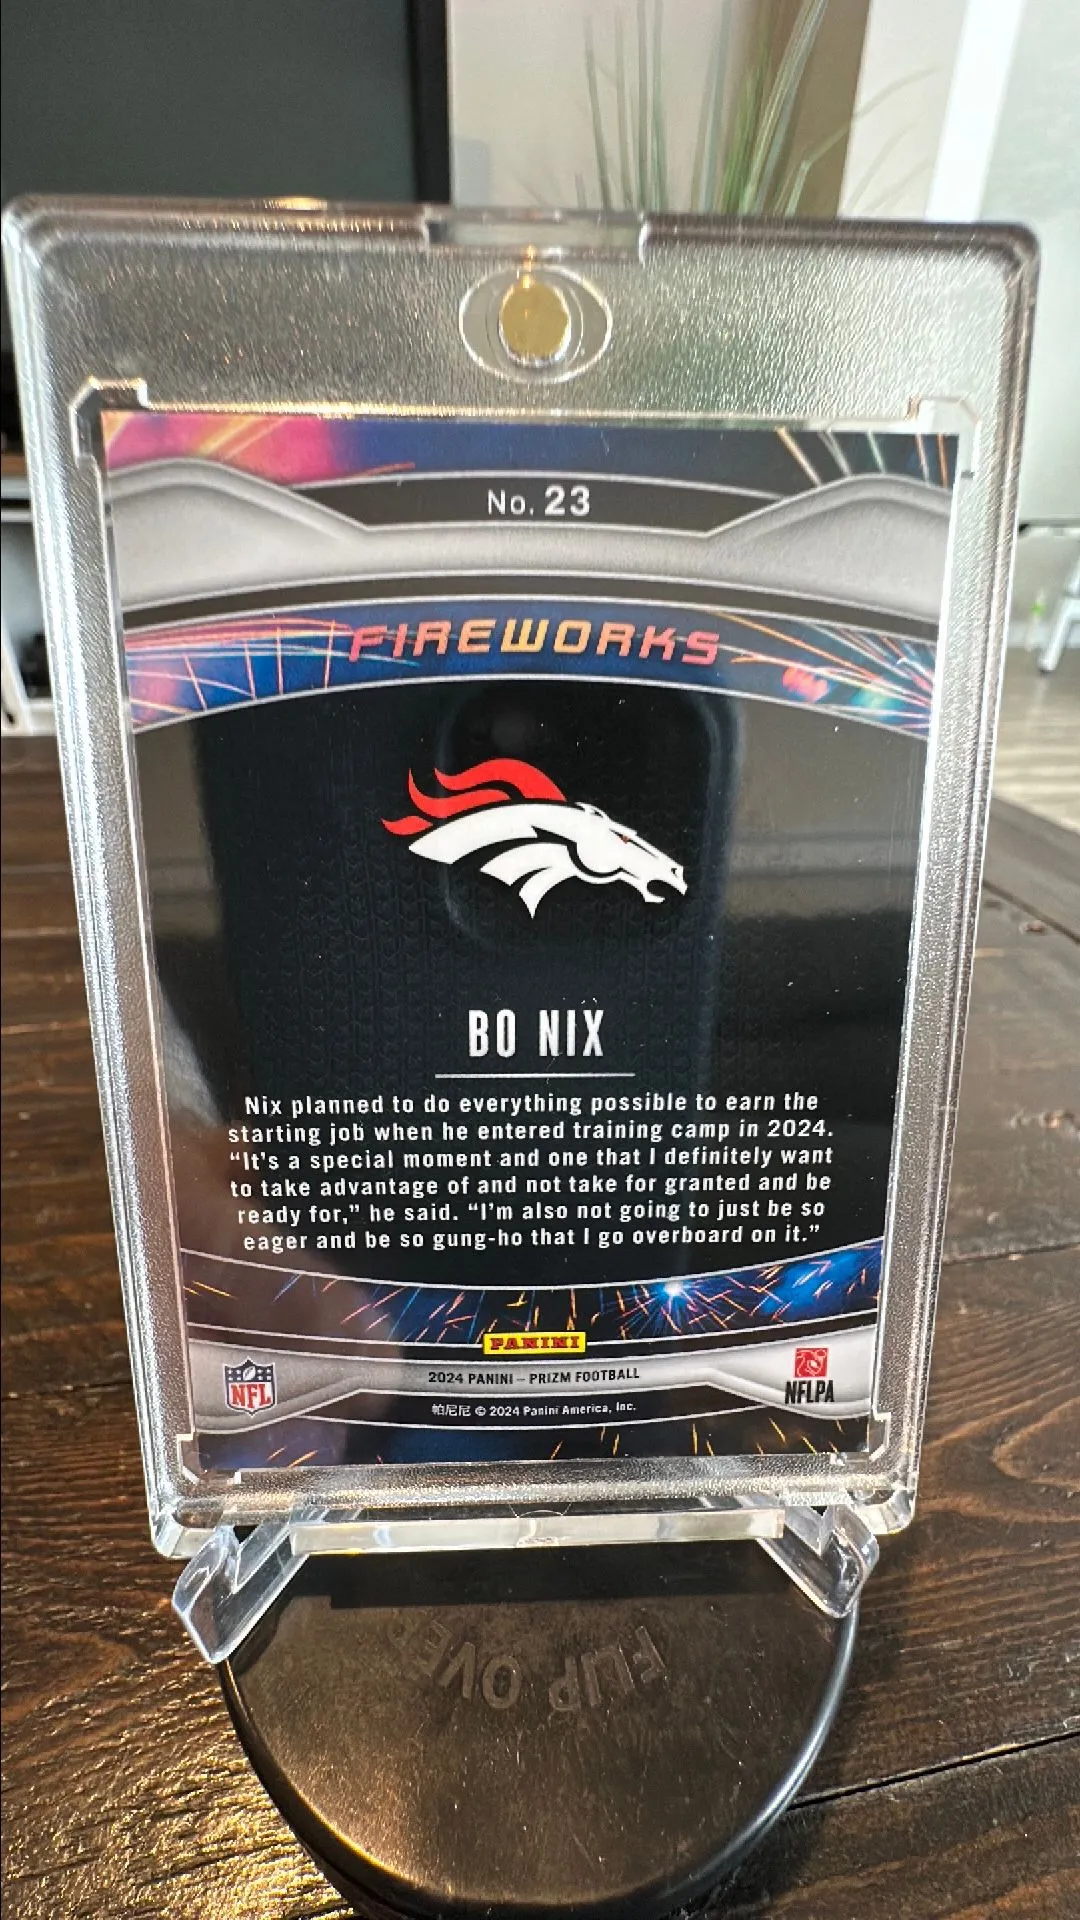 No. 23
FIREWORKS
BO NIX
Nix planned to do everything possible to earn the
starting job when he entered training camp in 2024.
“It’s a special moment and one that I definitely want
to take advantage of and not take for granted and be
ready for,” he said. “I’m also not going to just be so
eager and be so gung-ho that I go overboard on it.”
PANINI
2024 PANINI – PRIZM FOOTBALL
NFL
NFLPA
帕尼尼 © 2024 Panini America, Inc.
FLIP OVER